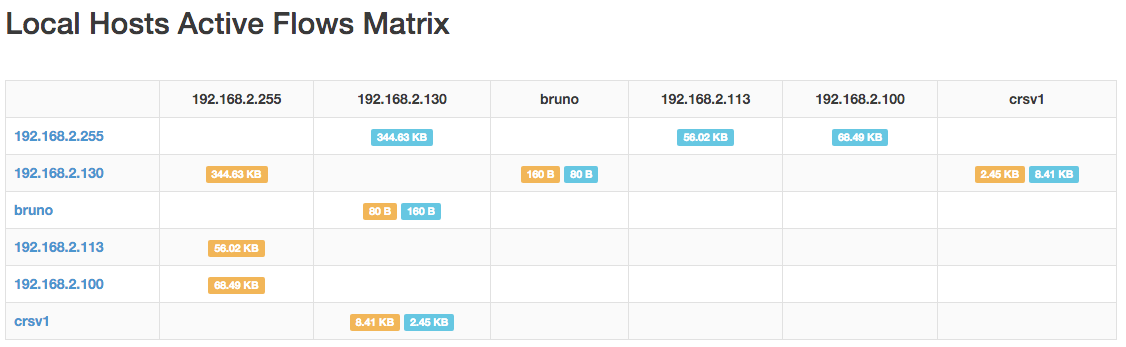 Local Hosts Active Flows Matrix
192.168.2.255 192.168.2.130 bruno 192.168.2.113 192.168.2.100 crsv1
192.168.2.255 344.63 KB 56.02 KB 68.49 KB
192.168.2.130 344.63 KB 160 B 80 B 2.45 KB 8.41 KB
bruno 80 B 160 B
192.168.2.113 56.02 KB
192.168.2.100 68.49 KB
crsv1 8.41 KB 2.45 KB